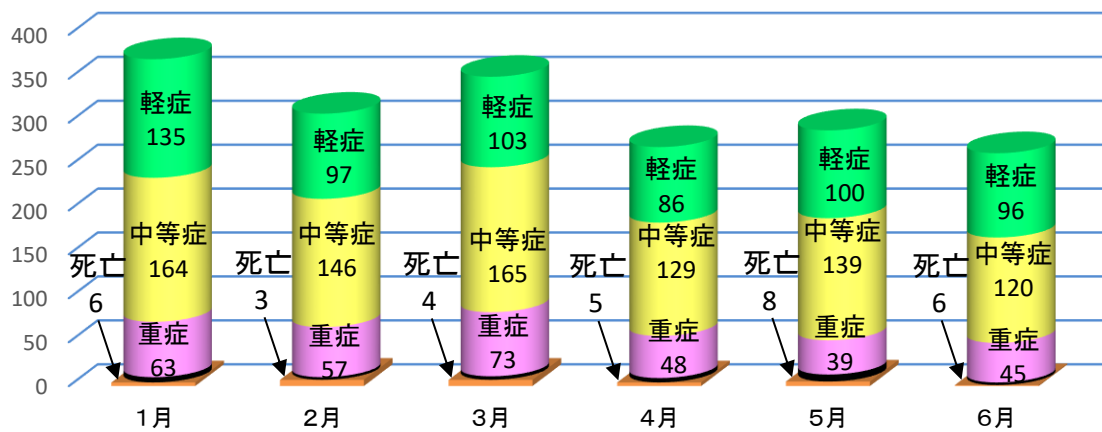 400
350
300
250
200
150
100
50
0
軽症
135
中等症
164
死亡
6
重症
63
1月
軽症
97
中等症
146
死亡
3
重症
57
2月
軽症
103
中等症
165
死亡
4
重症
73
3月
軽症
86
中等症
129
死亡
5
重症
48
4月
軽症
100
中等症
139
死亡
8
重症
39
5月
軽症
96
中等症
120
死亡
6
重症
45
6月